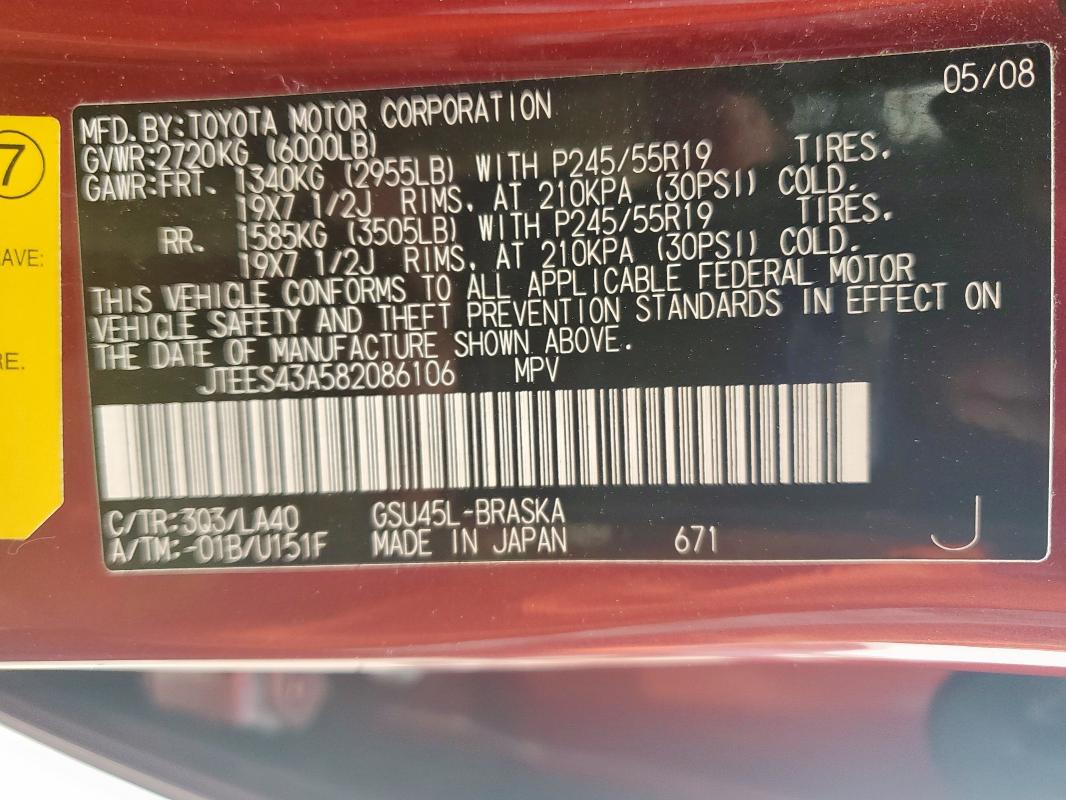 05/08
MFD. BY:TOYOTA MOTOR CORPORATION
GVWR:2720KG (6000LB)
GAWR:FRT. 1340KG (2955LB) WITH P245/55R19 TIRES.
19X7 1/2J RIMS, AT 210KPA (30PSI) COLD.
RR. 1585KG (3505LB) WITH P245/55R19 TIRES.
19X7 1/2J RIMS, AT 210KPA (30PSI) COLD.
THIS VEHICLE CONFORMS TO ALL APPLICABLE FEDERAL MOTOR
VEHICLE SAFETY AND THEFT PREVENTION STANDARDS IN EFFECT ON
THE DATE OF MANUFACTURE SHOWN ABOVE.
JTEES43A582086106 MPV
C/TR:3Q3/LA40 GSU45L-BRASKA
A/TM:-01B/U151F MADE IN JAPAN 671 J
7
AVE:
RE.